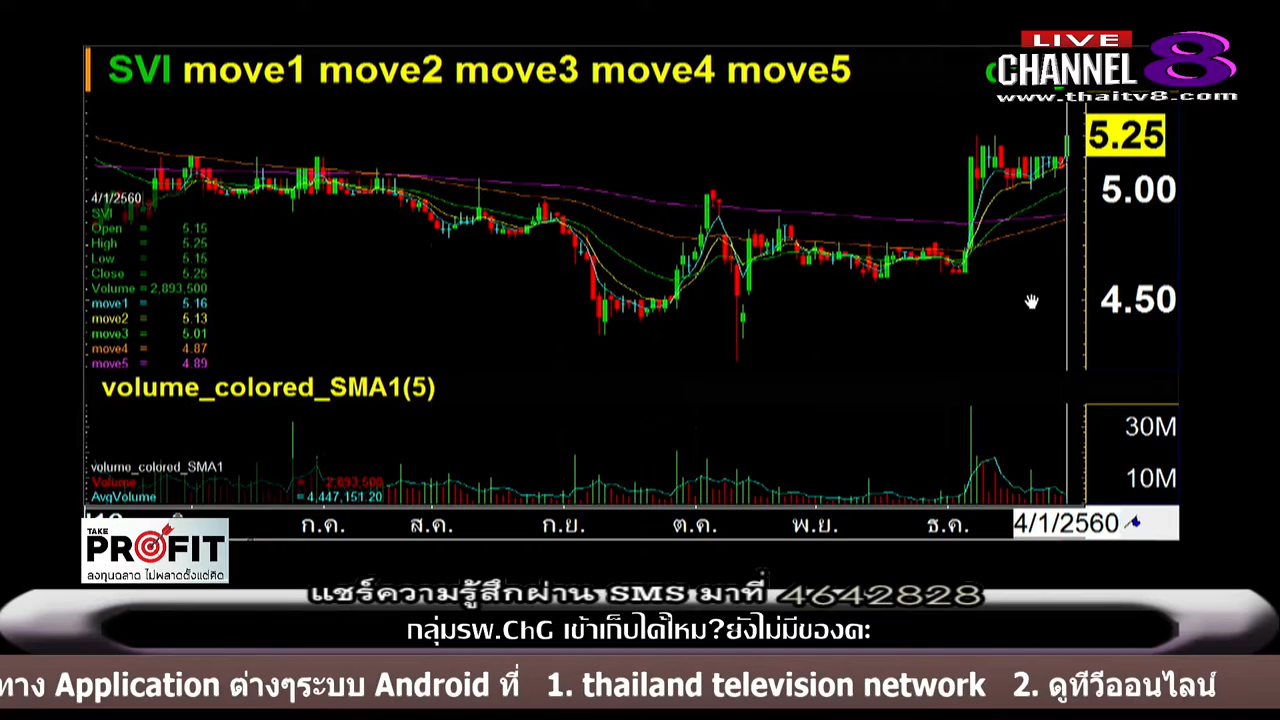 SVI move1 move2 move3 move4 move5
LIVE
CHANNEL 8
www.thaitv8.com
5.25
5.00
4.50
4/1/2560
SVI
Open = 5.15
High = 5.25
Low = 5.15
Close = 5.25
Volume = 2,893,500
move1 = 5.16
move2 = 5.13
move3 = 5.01
move4 = 4.87
move5 = 4.89
volume_colored_SMA1(5)
30M
10M
volume_colored_SMA1
Volume = 2,893,500
AvgVolume = 4,447,151.20
ก.ค. ส.ค. ก.ย. ต.ค. พ.ย. ธ.ค. 4/1/2560
TAKE
PROFIT
ลงทุนฉลาด ไม่พลาดตั้งแต่คิด
แชร์ความรู้สึกผ่าน SMS มาที่ 4642828
กลุ่มรพ.ChG เข้าเก็บได้ไหม?ยังไม่มีของคะ
ทาง Application ต่างๆระบบ Android ที่ 1. thailand television network 2. ดูทีวีออนไลน์